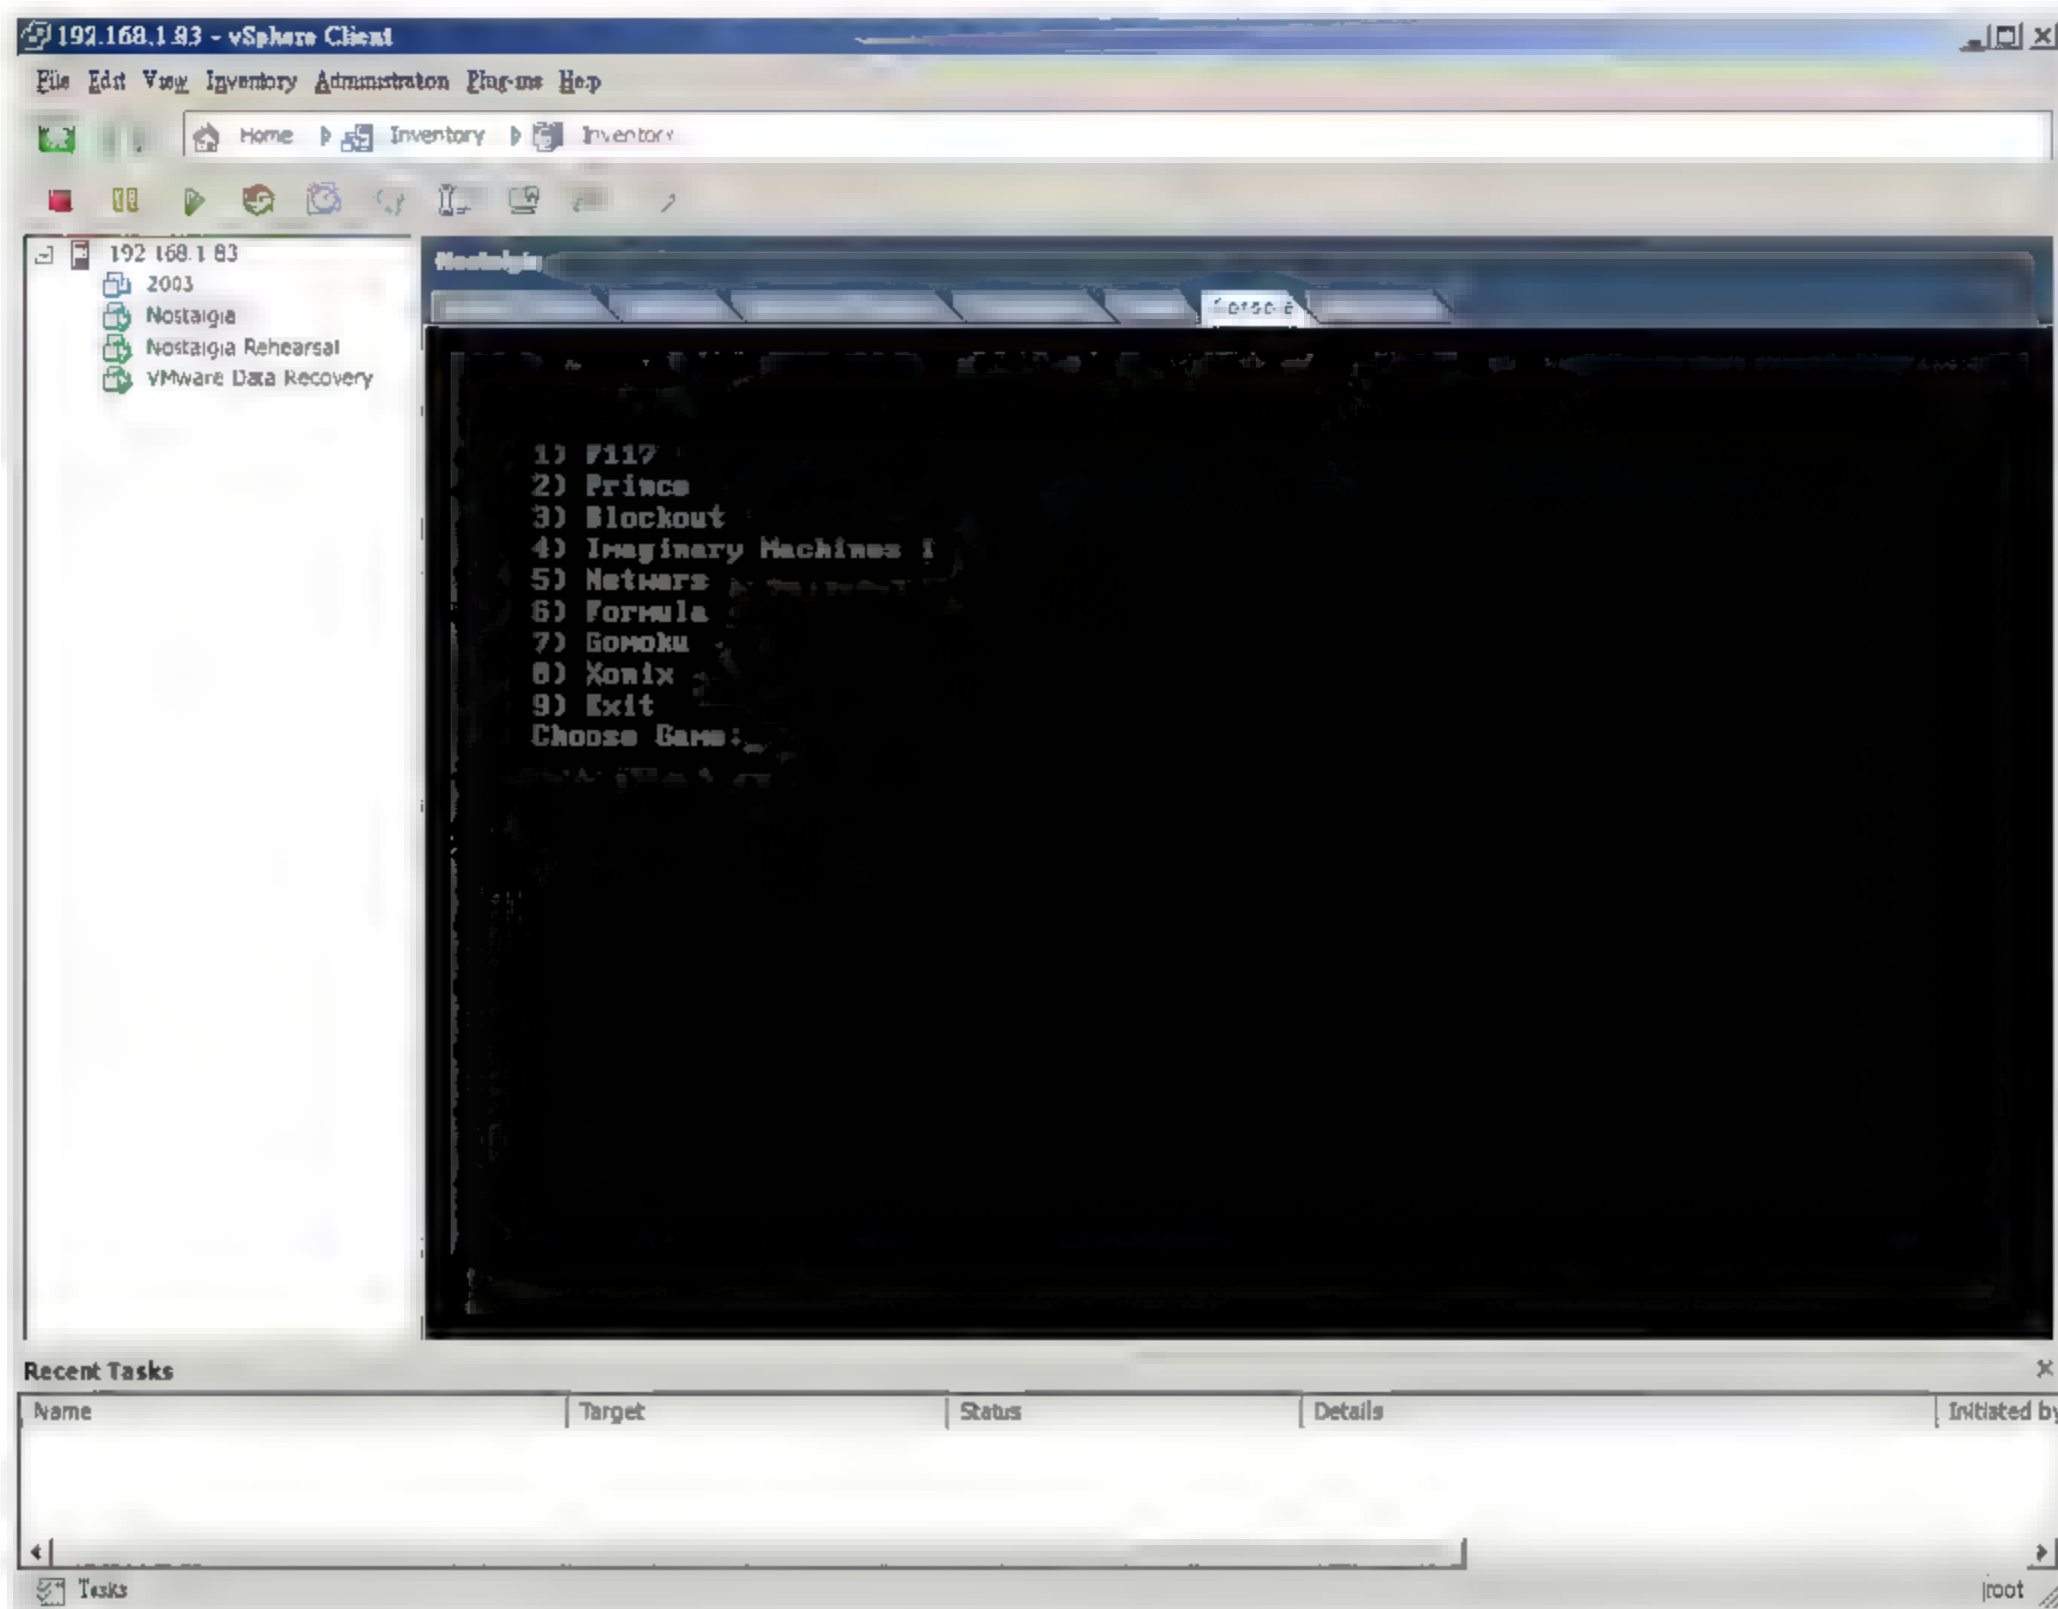 192.168.1.83 - vSphere Client
File Edit View Inventory Administration Plug-ins Help
Home Inventory Inventory
192.168.1.83
2003
Nostalgia
Nostalgia Rehearsal
VMware Data Recovery
Nostalgia
Console
1) F117
2) Prince
3) Blockout
4) Imaginary Machines 1
5) Netwars
6) Formula
7) Gomoku
8) Xonix
9) Exit
Choose Game:_
Recent Tasks
Name Target Status Details Initiated by
Tasks
root